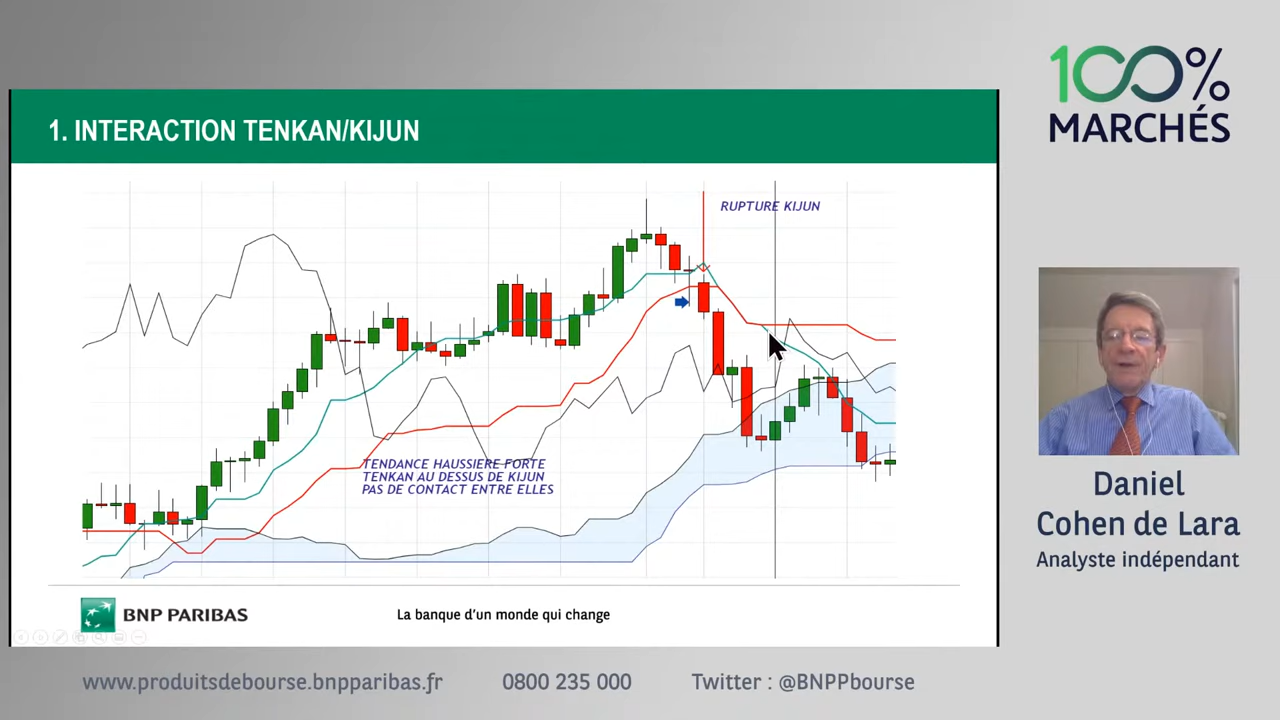 1. INTERACTION TENKAN/KIJUN
RUPTURE KIJUN
TENDANCE HAUSSIERE FORTE
TENKAN AU DESSUS DE KIJUN
PAS DE CONTACT ENTRE ELLES
BNP PARIBAS
La banque d'un monde qui change
100%
MARCHÉS
Daniel
Cohen de Lara
Analyste indépendant
www.produitsdebourse.bnpparibas.fr
0800 235 000
Twitter : @BNPPbourse